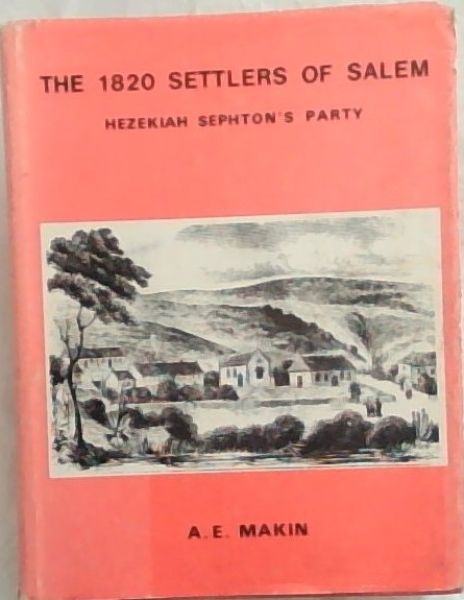 THE 1820 SETTLERS OF SALEM
HEZEKIAH SEPHTON'S PARTY
A.E. MAKIN